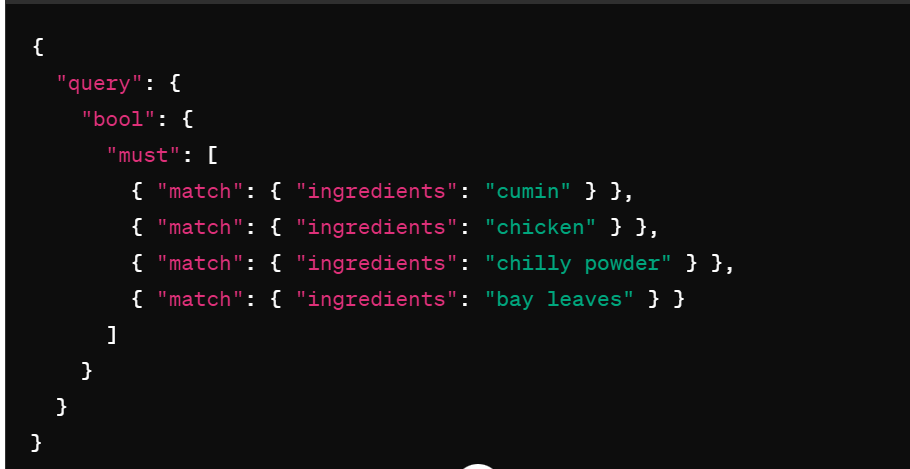 {
  "query": {
    "bool": {
      "must": [
        { "match": { "ingredients": "cumin" } },
        { "match": { "ingredients": "chicken" } },
        { "match": { "ingredients": "chilly powder" } },
        { "match": { "ingredients": "bay leaves" } }
      ]
    }
  }
}